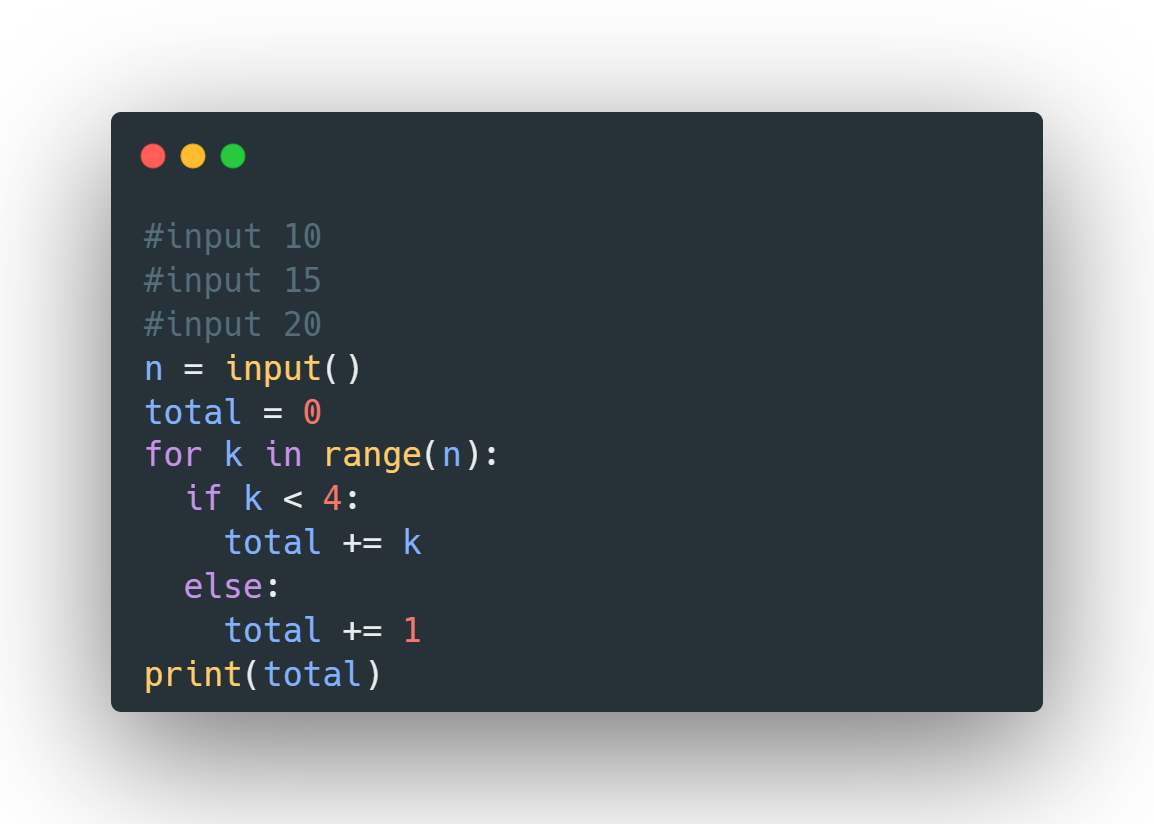 #input 10
#input 15
#input 20
n = input()
total = 0
for k in range(n):
  if k < 4:
    total += k
  else:
    total += 1
print(total)